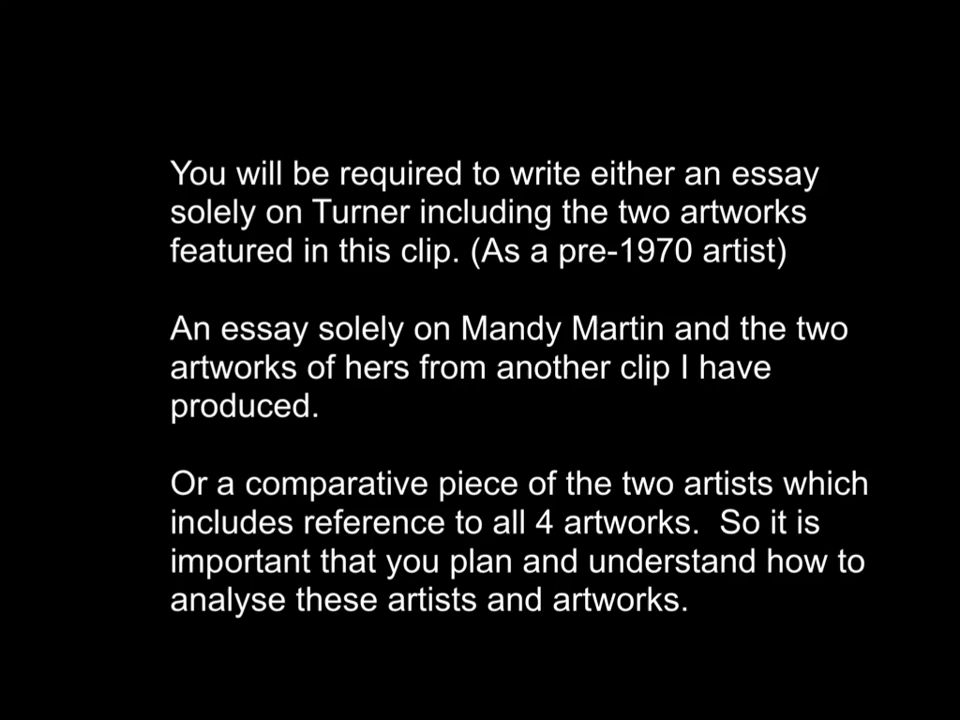 You will be required to write either an essay
solely on Turner including the two artworks
featured in this clip. (As a pre-1970 artist)
An essay solely on Mandy Martin and the two
artworks of hers from another clip I have
produced.
Or a comparative piece of the two artists which
includes reference to all 4 artworks.  So it is
important that you plan and understand how to
analyse these artists and artworks.